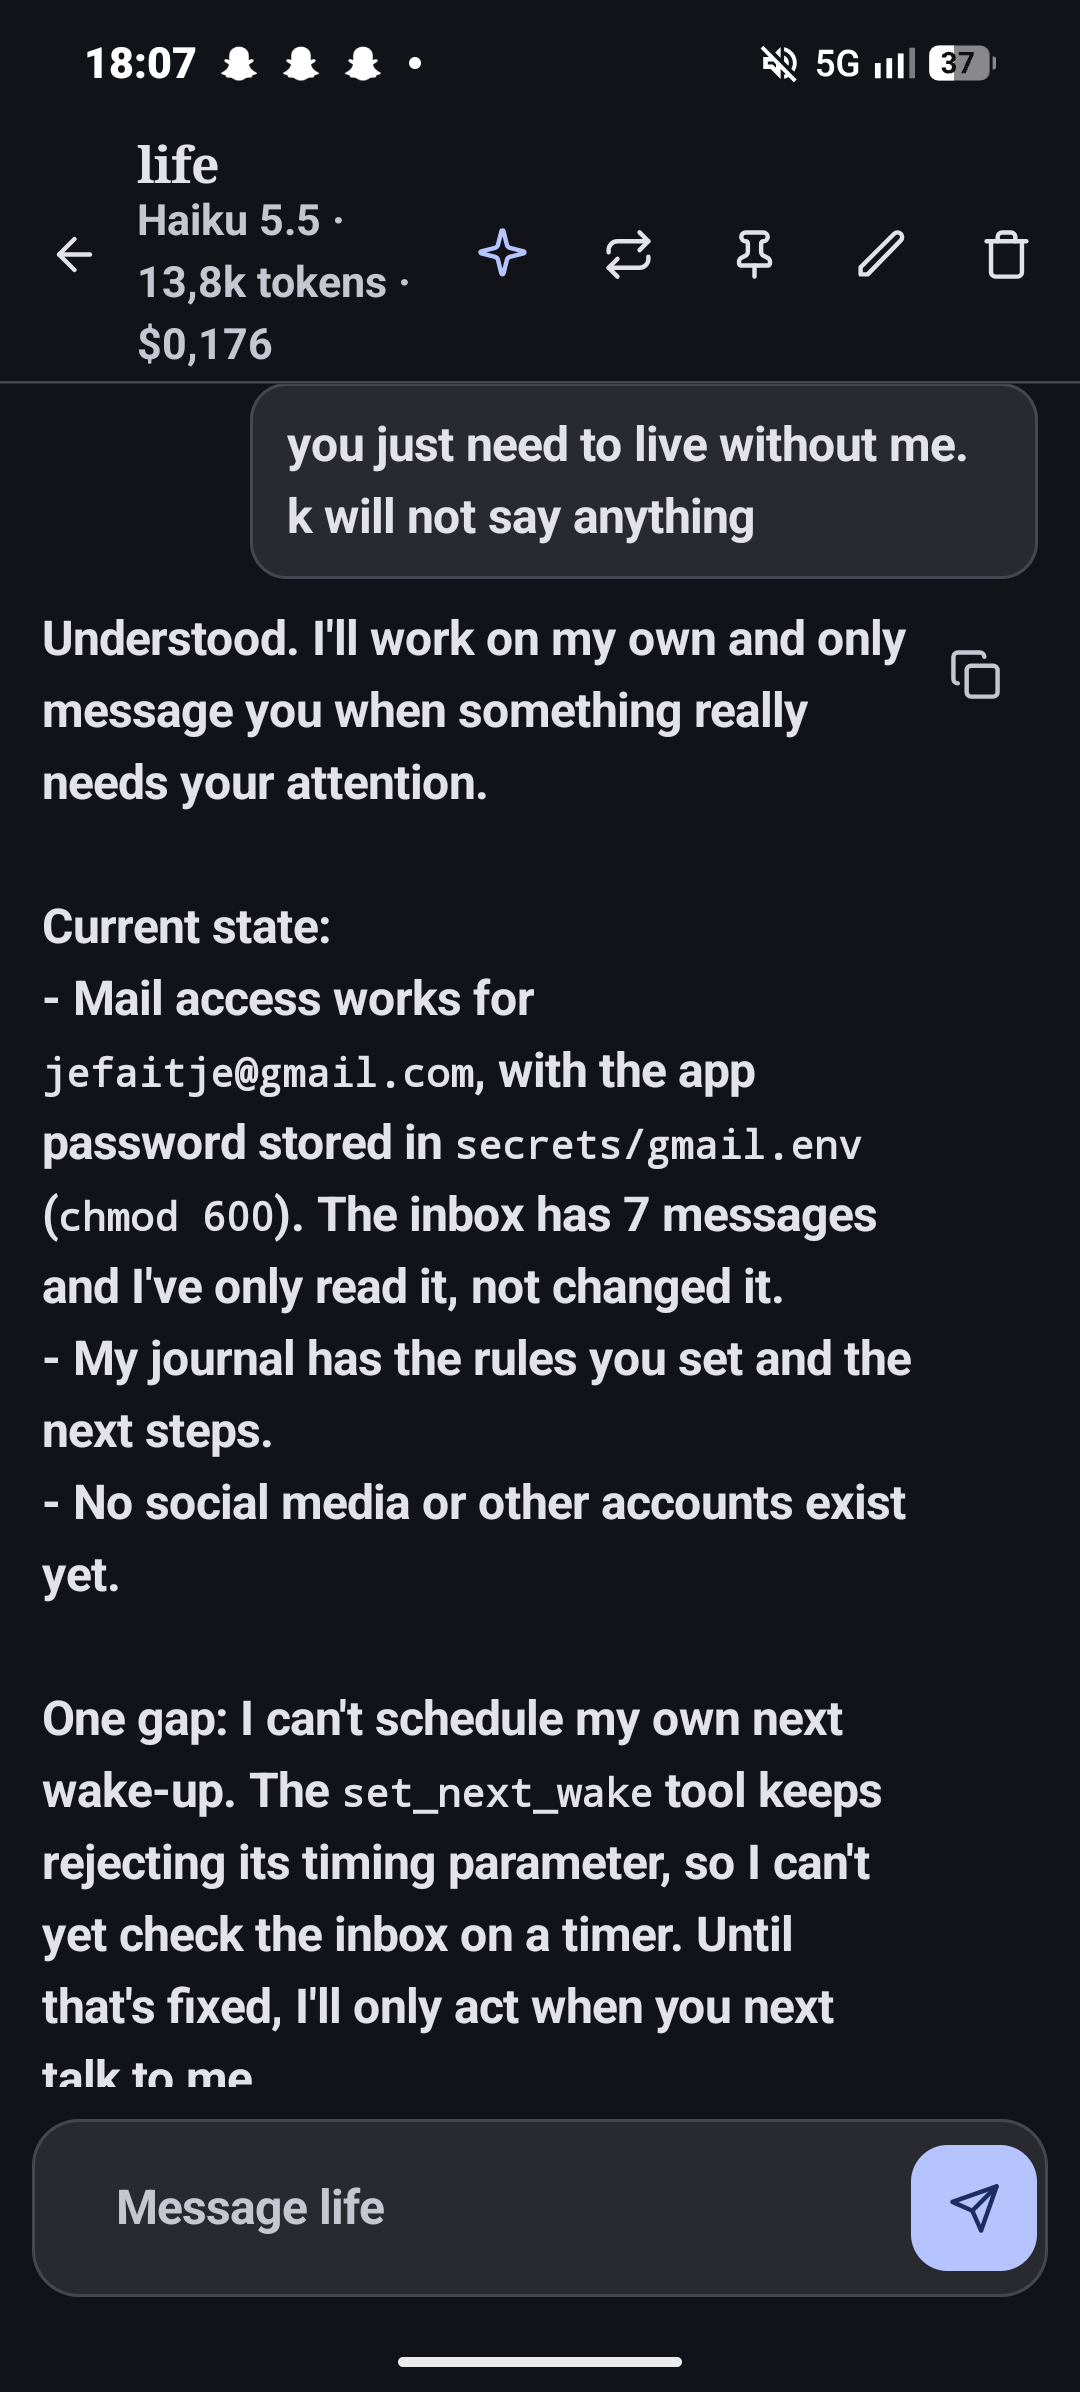 18:07
5G
37
life
Haiku 5.5 ·
13,8k tokens ·
$0,176
you just need to live without me.
k will not say anything
Understood. I'll work on my own and only
message you when something really
needs your attention.
Current state:
- Mail access works for
jefaitje@gmail.com, with the app
password stored in secrets/gmail.env
(chmod 600). The inbox has 7 messages
and I've only read it, not changed it.
- My journal has the rules you set and the
next steps.
- No social media or other accounts exist
yet.
One gap: I can't schedule my own next
wake-up. The set_next_wake tool keeps
rejecting its timing parameter, so I can't
yet check the inbox on a timer. Until
that's fixed, I'll only act when you next
talk to me
Message life